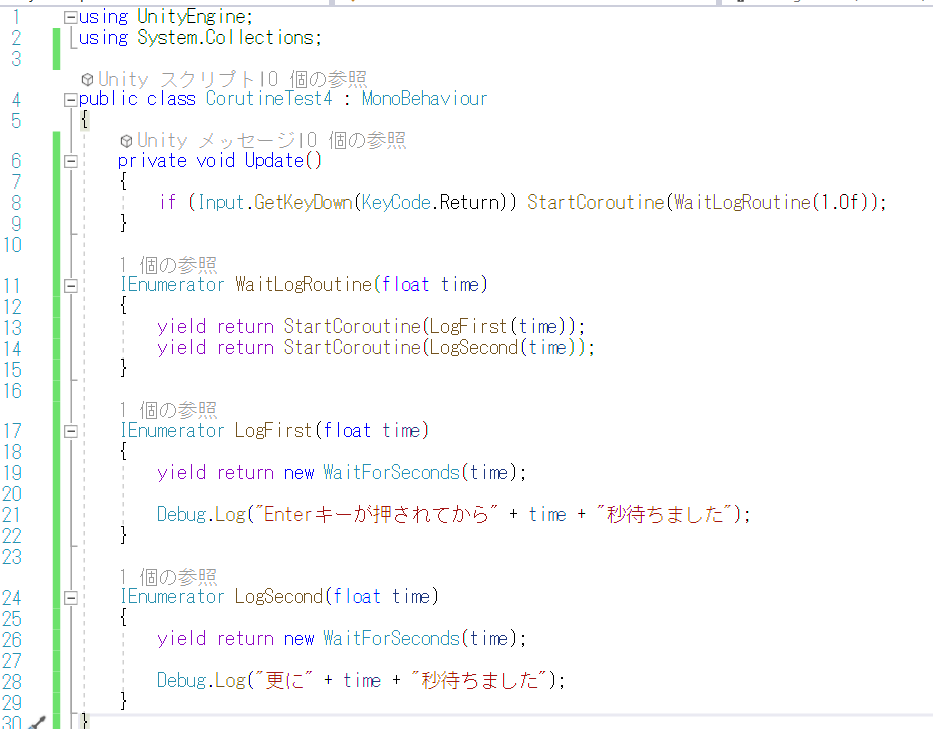 1 using UnityEngine;
2 using System.Collections;
3
Unity スクリプト|0 個の参照
4 public class CorutineTest4 : MonoBehaviour
5 {
Unity メッセージ|0 個の参照
6 private void Update()
7 {
8 if (Input.GetKeyDown(KeyCode.Return)) StartCoroutine(WaitLogRoutine(1.0f));
9 }
10
1 個の参照
11 IEnumerator WaitLogRoutine(float time)
12 {
13 yield return StartCoroutine(LogFirst(time));
14 yield return StartCoroutine(LogSecond(time));
15 }
16
1 個の参照
17 IEnumerator LogFirst(float time)
18 {
19 yield return new WaitForSeconds(time);
20
21 Debug.Log("Enterキーが押されてから" + time + "秒待ちました");
22 }
23
1 個の参照
24 IEnumerator LogSecond(float time)
25 {
26 yield return new WaitForSeconds(time);
27
28 Debug.Log("更に" + time + "秒待ちました");
29 }
30 }